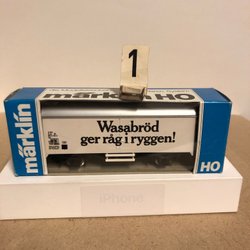 1
märklin
Wasabröd
ger råg i ryggen!
märklin
HO
HO
iPhone